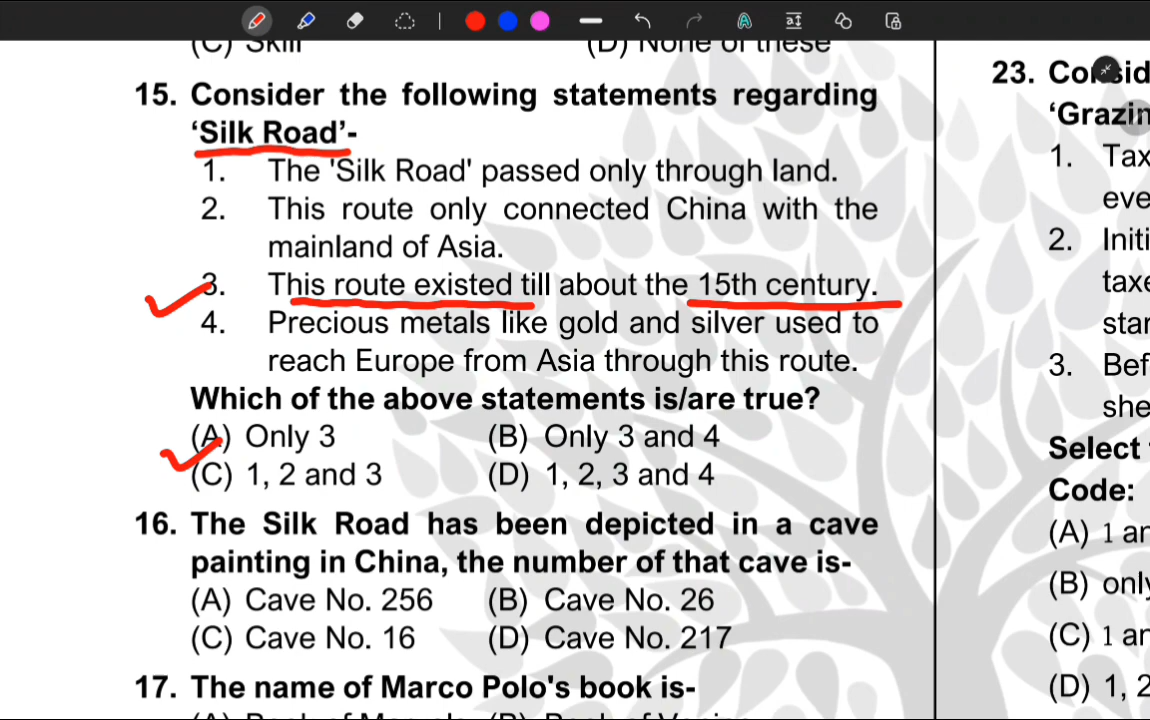 (C) Skill (D) None of these
15. Consider the following statements regarding
‘Silk Road’-
1. The 'Silk Road' passed only through land.
2. This route only connected China with the
mainland of Asia.
3. This route existed till about the 15th century.
4. Precious metals like gold and silver used to
reach Europe from Asia through this route.
Which of the above statements is/are true?
(A) Only 3 (B) Only 3 and 4
(C) 1, 2 and 3 (D) 1, 2, 3 and 4
16. The Silk Road has been depicted in a cave
painting in China, the number of that cave is-
(A) Cave No. 256 (B) Cave No. 26
(C) Cave No. 16 (D) Cave No. 217
17. The name of Marco Polo's book is-
23.
‘Grazin
1. Tax
eve
2. Initi
taxe
star
3. Bef
she
Select
Code:
(A) 1 an
(B) only
(C) 1 an
(D) 1, 2